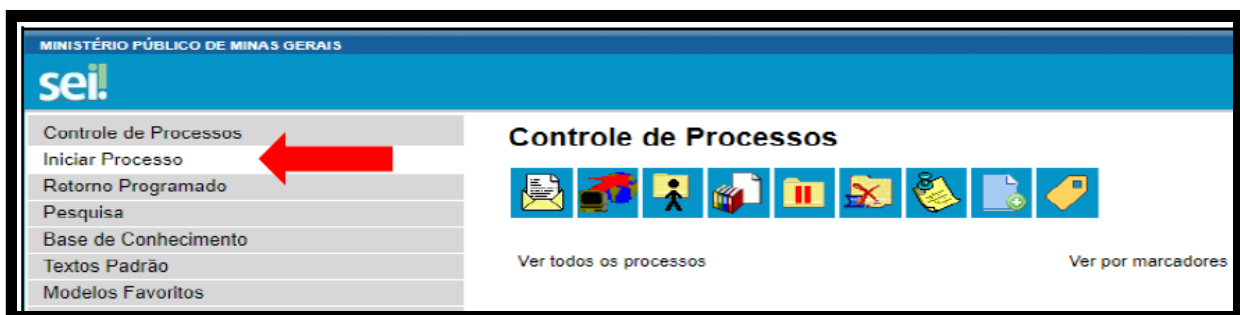 MINISTÉRIO PÚBLICO DE MINAS GERAIS
sei!
Controle de Processos
Iniciar Processo
Retorno Programado
Pesquisa
Base de Conhecimento
Textos Padrão
Modelos Favoritos
Controle de Processos
Ver todos os processos
Ver por marcadores